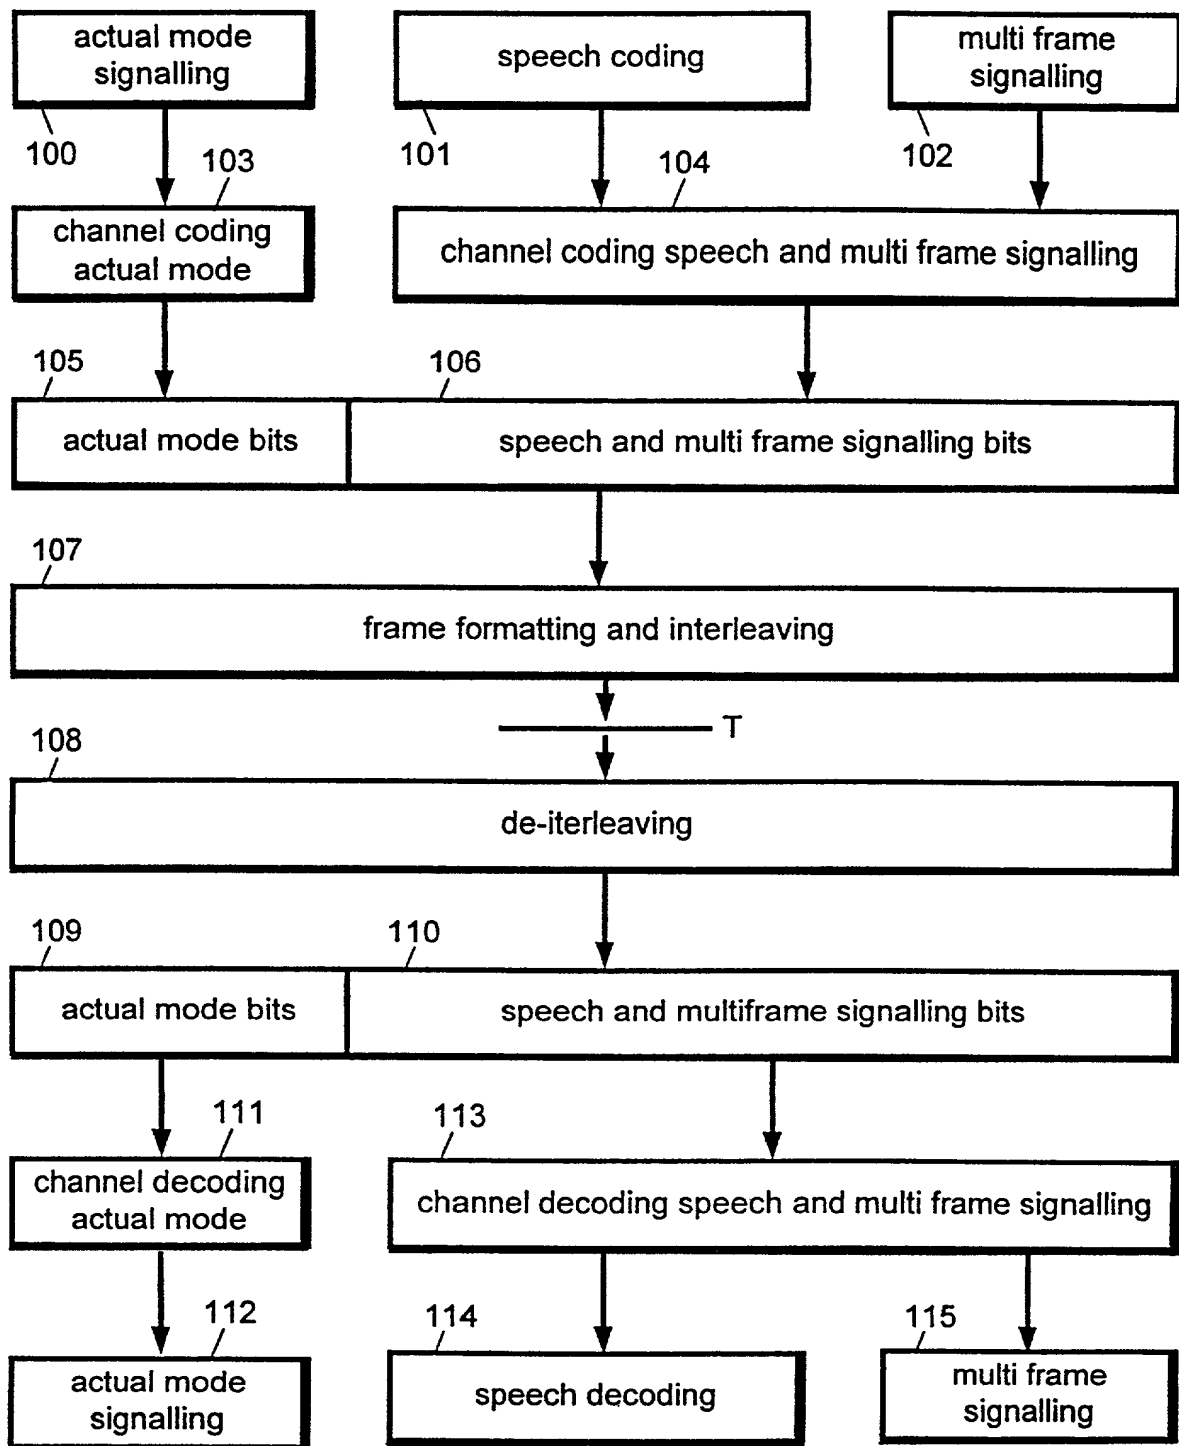 actual mode
signalling
speech coding
multi frame
signalling
100
103
101
104
102
channel coding
actual mode
channel coding speech and multi frame signalling
105
106
actual mode bits
speech and multi frame signalling bits
107
frame formatting and interleaving
T
108
de-iterleaving
109
110
actual mode bits
speech and multiframe signalling bits
111
113
channel decoding
actual mode
channel decoding speech and multi frame signalling
112
114
115
actual mode
signalling
speech decoding
multi frame
signalling